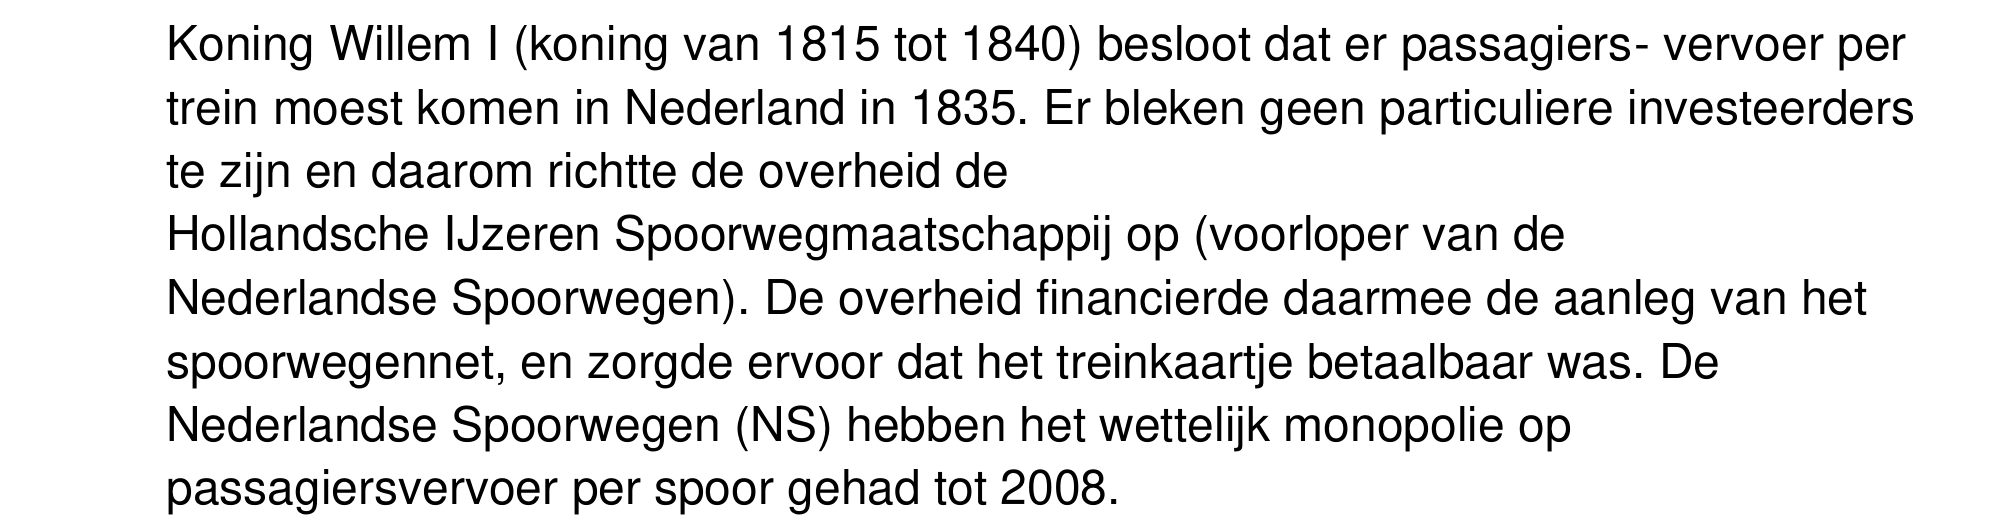 Koning Willem I (koning van 1815 tot 1840) besloot dat er passagiers- vervoer per
trein moest komen in Nederland in 1835. Er bleken geen particuliere investeerders
te zijn en daarom richtte de overheid de
Hollandsche IJzeren Spoorwegmaatschappij op (voorloper van de
Nederlandse Spoorwegen). De overheid financierde daarmee de aanleg van het
spoorwegennet, en zorgde ervoor dat het treinkaartje betaalbaar was. De
Nederlandse Spoorwegen (NS) hebben het wettelijk monopolie op
passagiersvervoer per spoor gehad tot 2008.